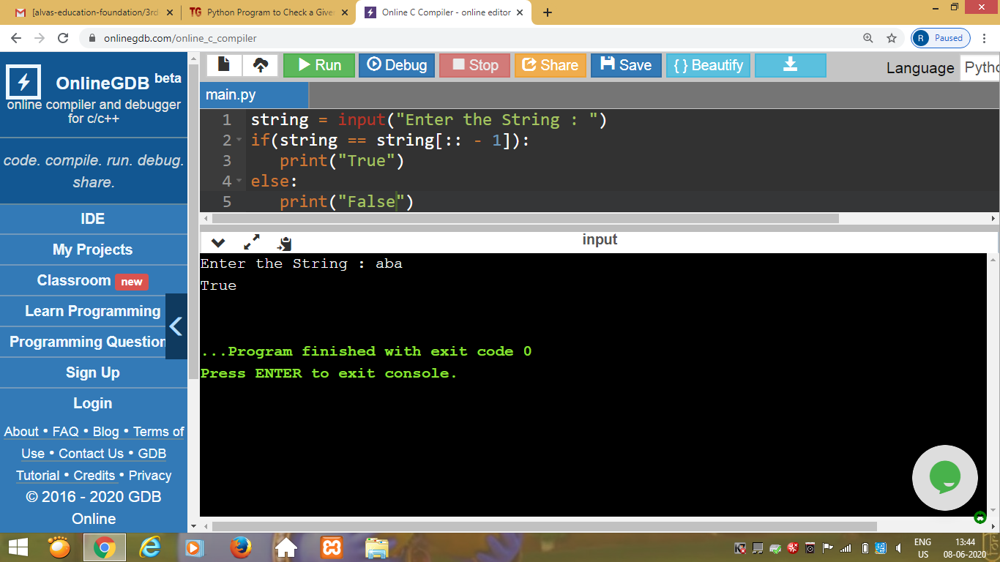 [alvas-education-foundation/3rd
TG Python Program to Check a Given
Online C Compiler - online editor
onlinegdb.com/online_c_compiler
R Paused
OnlineGDB beta
online compiler and debugger
for c/c++
code. compile. run. debug.
share.
IDE
My Projects
Classroom new
Learn Programming
Programming Question
Sign Up
Login
About • FAQ • Blog • Terms of
Use • Contact Us • GDB
Tutorial • Credits • Privacy
© 2016 - 2020 GDB
Online
Run Debug Stop Share Save { } Beautify
Language Pytho
main.py
1 string = input("Enter the String : ")
2 if(string == string[:: - 1]):
3 print("True")
4 else:
5 print("False")
input
Enter the String : aba
True
...Program finished with exit code 0
Press ENTER to exit console.
ENG
US
13:44
08-06-2020